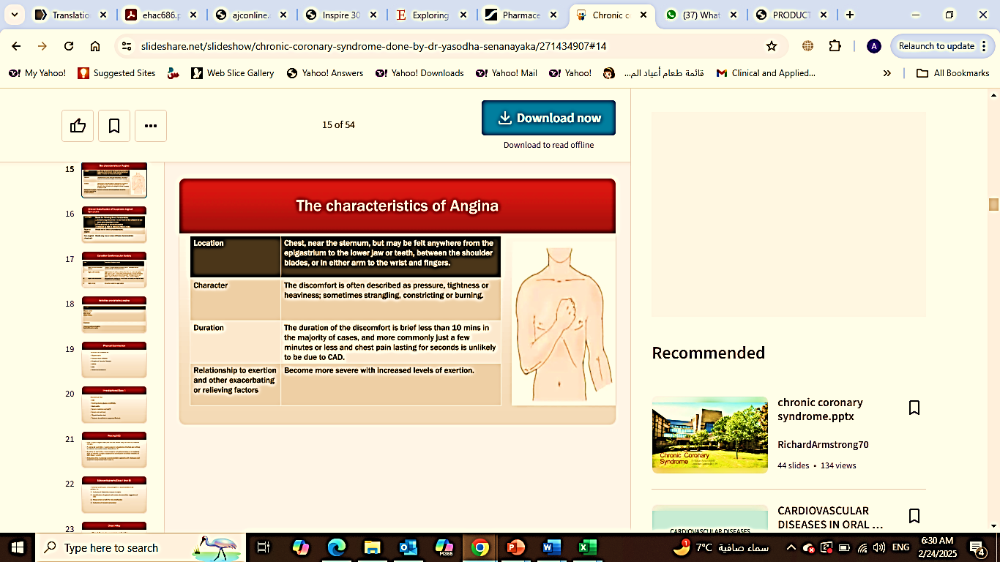 Translatio
ehac686.p
ajconline.
Inspire 30
Exploring
Pharmace
Chronic c
(37) What
PRODUCT
slideshare.net/slideshow/chronic-coronary-syndrome-done-by-dr-yasodha-senanayaka/271434907#14
A
Relaunch to update
My Yahoo!
Suggested Sites
Web Slice Gallery
Yahoo! Answers
Yahoo! Downloads
Yahoo! Mail
Yahoo!
قائمة طعام أعياد الم...
Clinical and Applied...
All Bookmarks
15 of 54
Download now
Download to read offline
15
The characteristics of Angina
16
17
18
19
Physical Examination
20
21
22
23
The characteristics of Angina
Location
Chest, near the sternum, but may be felt anywhere from the
epigastrium to the lower jaw or teeth, between the shoulder
blades, or in either arm to the wrist and fingers.
Character
The discomfort is often described as pressure, tightness or
heaviness; sometimes strangling, constricting or burning.
Duration
The duration of the discomfort is brief less than 10 mins in
the majority of cases, and more commonly just a few
minutes or less and chest pain lasting for seconds is unlikely
to be due to CAD.
Relationship to exertion
and other exacerbating
or relieving factors
Become more severe with increased levels of exertion.
Recommended
Chronic Coronary
Syndrome
chronic coronary
syndrome.pptx
RichardArmstrong70
44 slides • 134 views
CARDIOVASCULAR DISEASES
CARDIOVASCULAR
DISEASES IN ORAL ...
Type here to search
M365
1
7°C سماء صافية
ENG
6:30 AM
2/24/2025
4